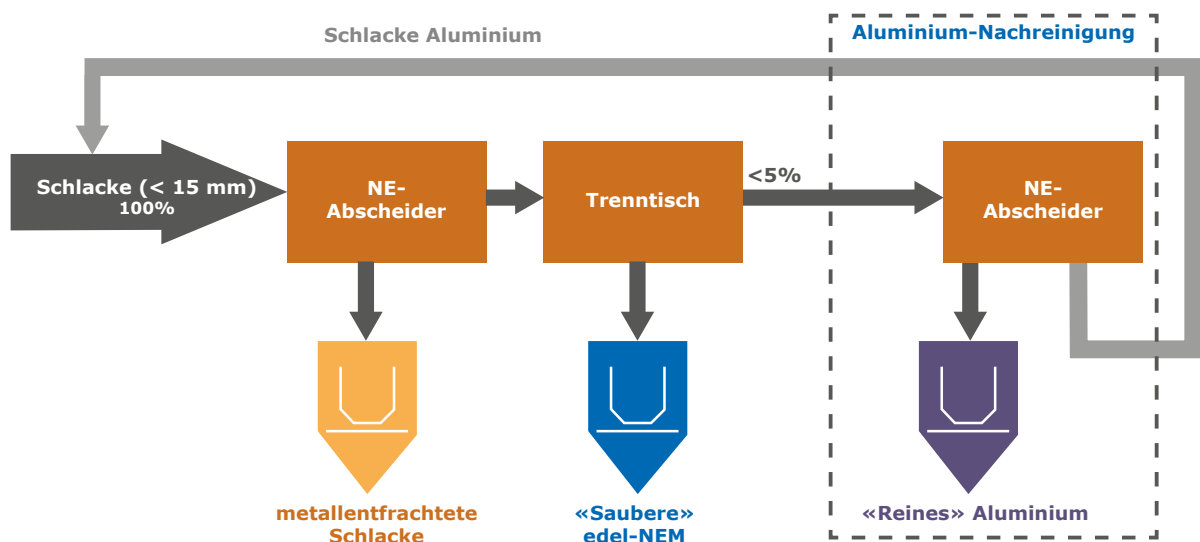 Schlacke Aluminium
Aluminium-Nachreinigung
Schlacke (< 15 mm)
100%
NE-
Abscheider
Trenntisch
<5%
NE-
Abscheider
metallentfrachtete
Schlacke
«Saubere»
edel-NEM
«Reines» Aluminium